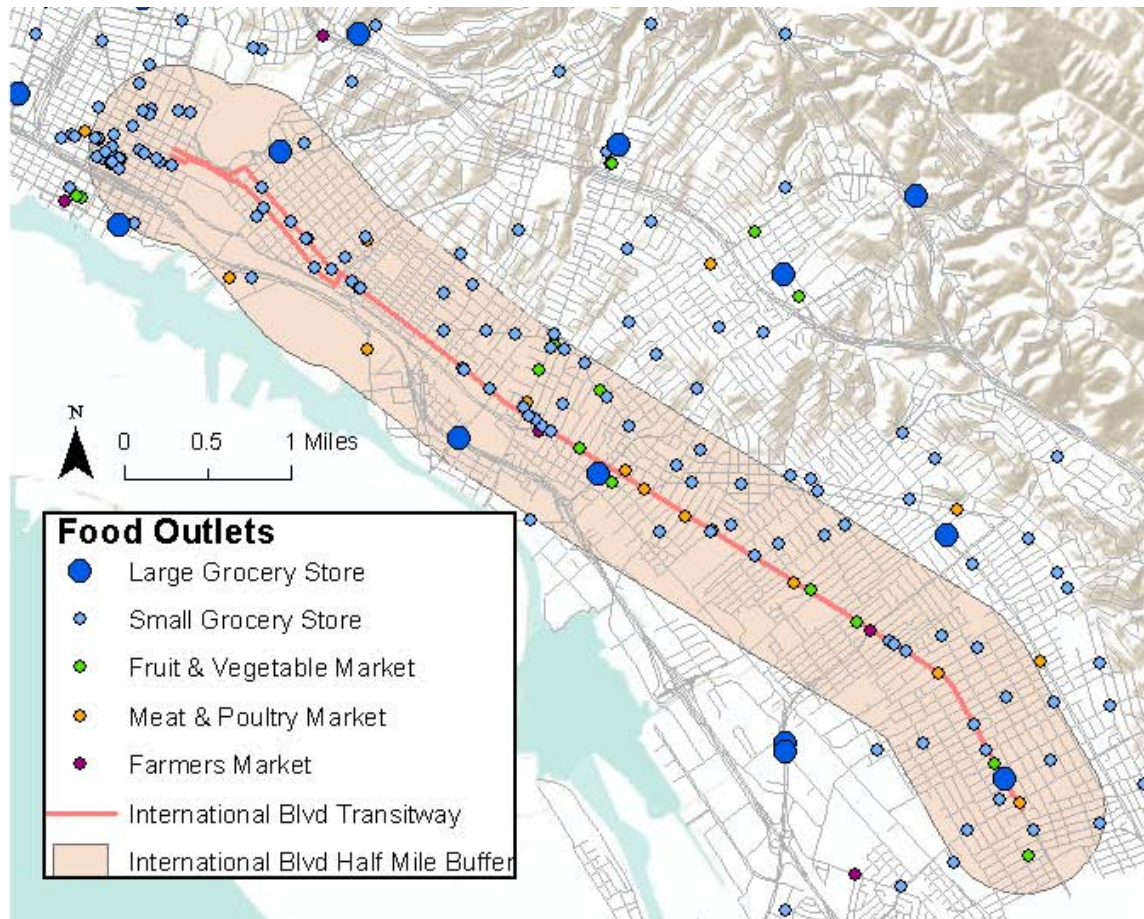 N
0 0.5 1 Miles
Food Outlets
Large Grocery Store
Small Grocery Store
Fruit & Vegetable Market
Meat & Poultry Market
Farmers Market
International Blvd Transitway
International Blvd Half Mile Buffer